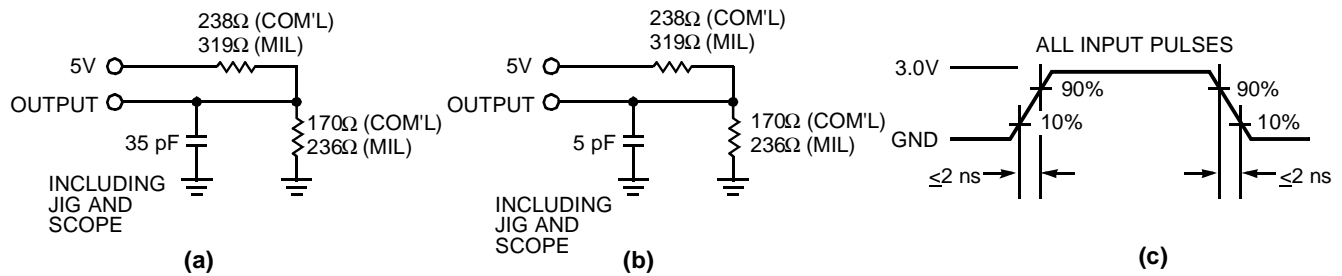 238Ω (COM'L)
319Ω (MIL)
5V
OUTPUT
35 pF
170Ω (COM'L)
236Ω (MIL)
INCLUDING
JIG AND
SCOPE
(a)
238Ω (COM'L)
319Ω (MIL)
5V
OUTPUT
5 pF
170Ω (COM'L)
236Ω (MIL)
INCLUDING
JIG AND
SCOPE
(b)
ALL INPUT PULSES
3.0V
90%
90%
10%
10%
GND
≤2 ns
≤2 ns
(c)